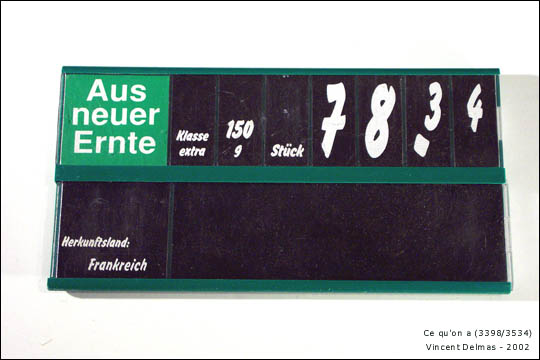 Aus
neuer
Ernte
Klasse
extra
150
g
Stück
78.34
Herkunftsland:
Frankreich
Ce qu'on a (3398/3534)
Vincent Delmas - 2002